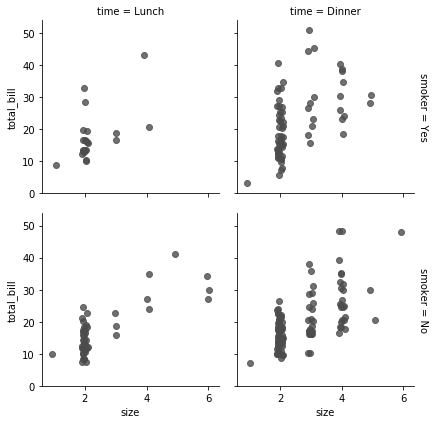 time = Lunch
time = Dinner
total_bill
50
40
30
20
10
0
smoker = Yes
total_bill
50
40
30
20
10
0
smoker = No
2
4
6
size
2
4
6
size